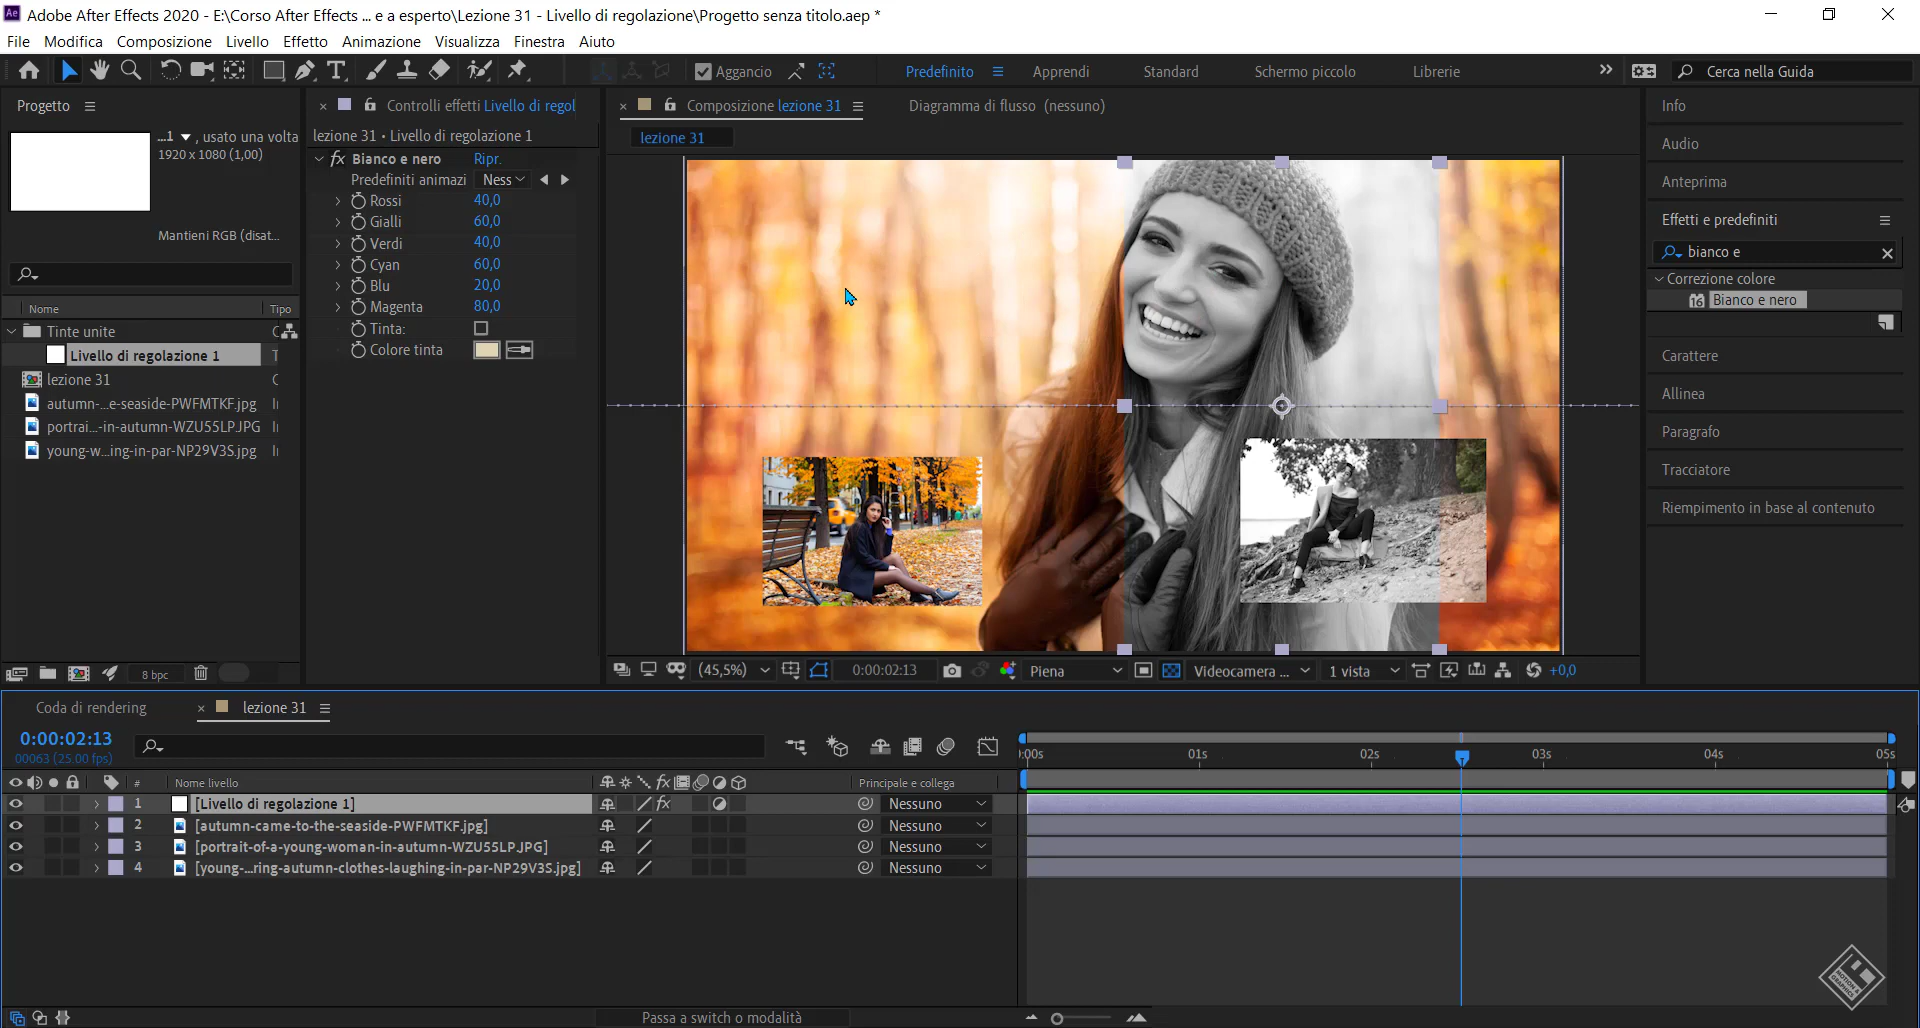 Adobe After Effects 2020 - E:\Corso After Effects ... e a esperto\Lezione 31 - Livello di regolazione\Progetto senza titolo.aep *
File Modifica Composizione Livello Effetto Animazione Visualizza Finestra Aiuto
Aggancio Predefinito Apprendi Standard Schermo piccolo Librerie Cerca nella Guida
Progetto
...1 , usato una volta
1920 x 1080 (1,00)
Mantieni RGB (disat...
Nome Tipo
Tinte unite
Livello di regolazione 1
lezione 31
autumn-...e-seaside-PWFMTKF.jpg
portrai...-in-autumn-WZU55LP.JPG
young-w...ing-in-par-NP29V3S.jpg
8 bpc
Controlli effetti Livello di regol
lezione 31 • Livello di regolazione 1
fx Bianco e nero Ripr.
Predefiniti animazi Ness
Rossi 40,0
Gialli 60,0
Verdi 40,0
Cyan 60,0
Blu 20,0
Magenta 80,0
Tinta:
Colore tinta
Composizione lezione 31 Diagramma di flusso (nessuno)
lezione 31
(45,5%) 0:00:02:13 Piena Videocamera ... 1 vista +0,0
Info
Audio
Anteprima
Effetti e predefiniti
bianco e
Correzione colore
16 Bianco e nero
Carattere
Allinea
Paragrafo
Tracciatore
Riempimento in base al contenuto
Coda di rendering lezione 31
0:00:02:13
00063 (25.00 fps)
:00s 01s 02s 03s 04s 05s
# Nome livello fx Principale e collega
1 [Livello di regolazione 1] fx Nessuno
2 [autumn-came-to-the-seaside-PWFMTKF.jpg] Nessuno
3 [portrait-of-a-young-woman-in-autumn-WZU55LP.JPG] Nessuno
4 [young-...ring-autumn-clothes-laughing-in-par-NP29V3S.jpg] Nessuno
Passa a switch o modalità